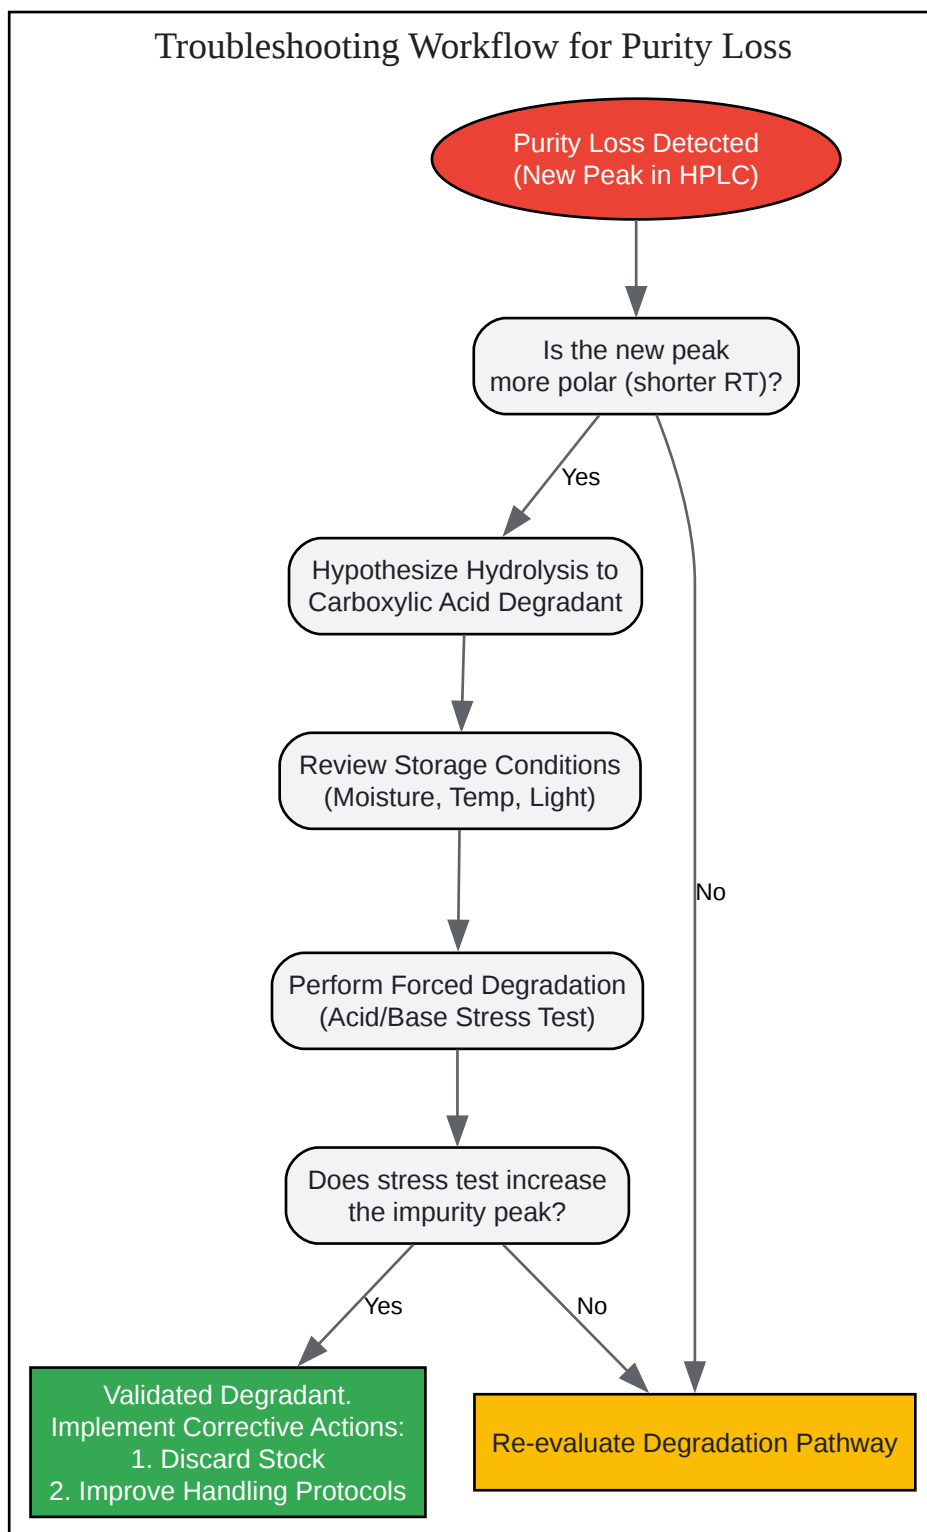 Troubleshooting Workflow for Purity Loss
Purity Loss Detected
(New Peak in HPLC)
Is the new peak
more polar (shorter RT)?
Yes
Hypothesize Hydrolysis to
Carboxylic Acid Degradant
Review Storage Conditions
(Moisture, Temp, Light)
No
Perform Forced Degradation
(Acid/Base Stress Test)
Does stress test increase
the impurity peak?
Yes
No
Validated Degradant.
Implement Corrective Actions:
1. Discard Stock
2. Improve Handling Protocols
Re-evaluate Degradation Pathway